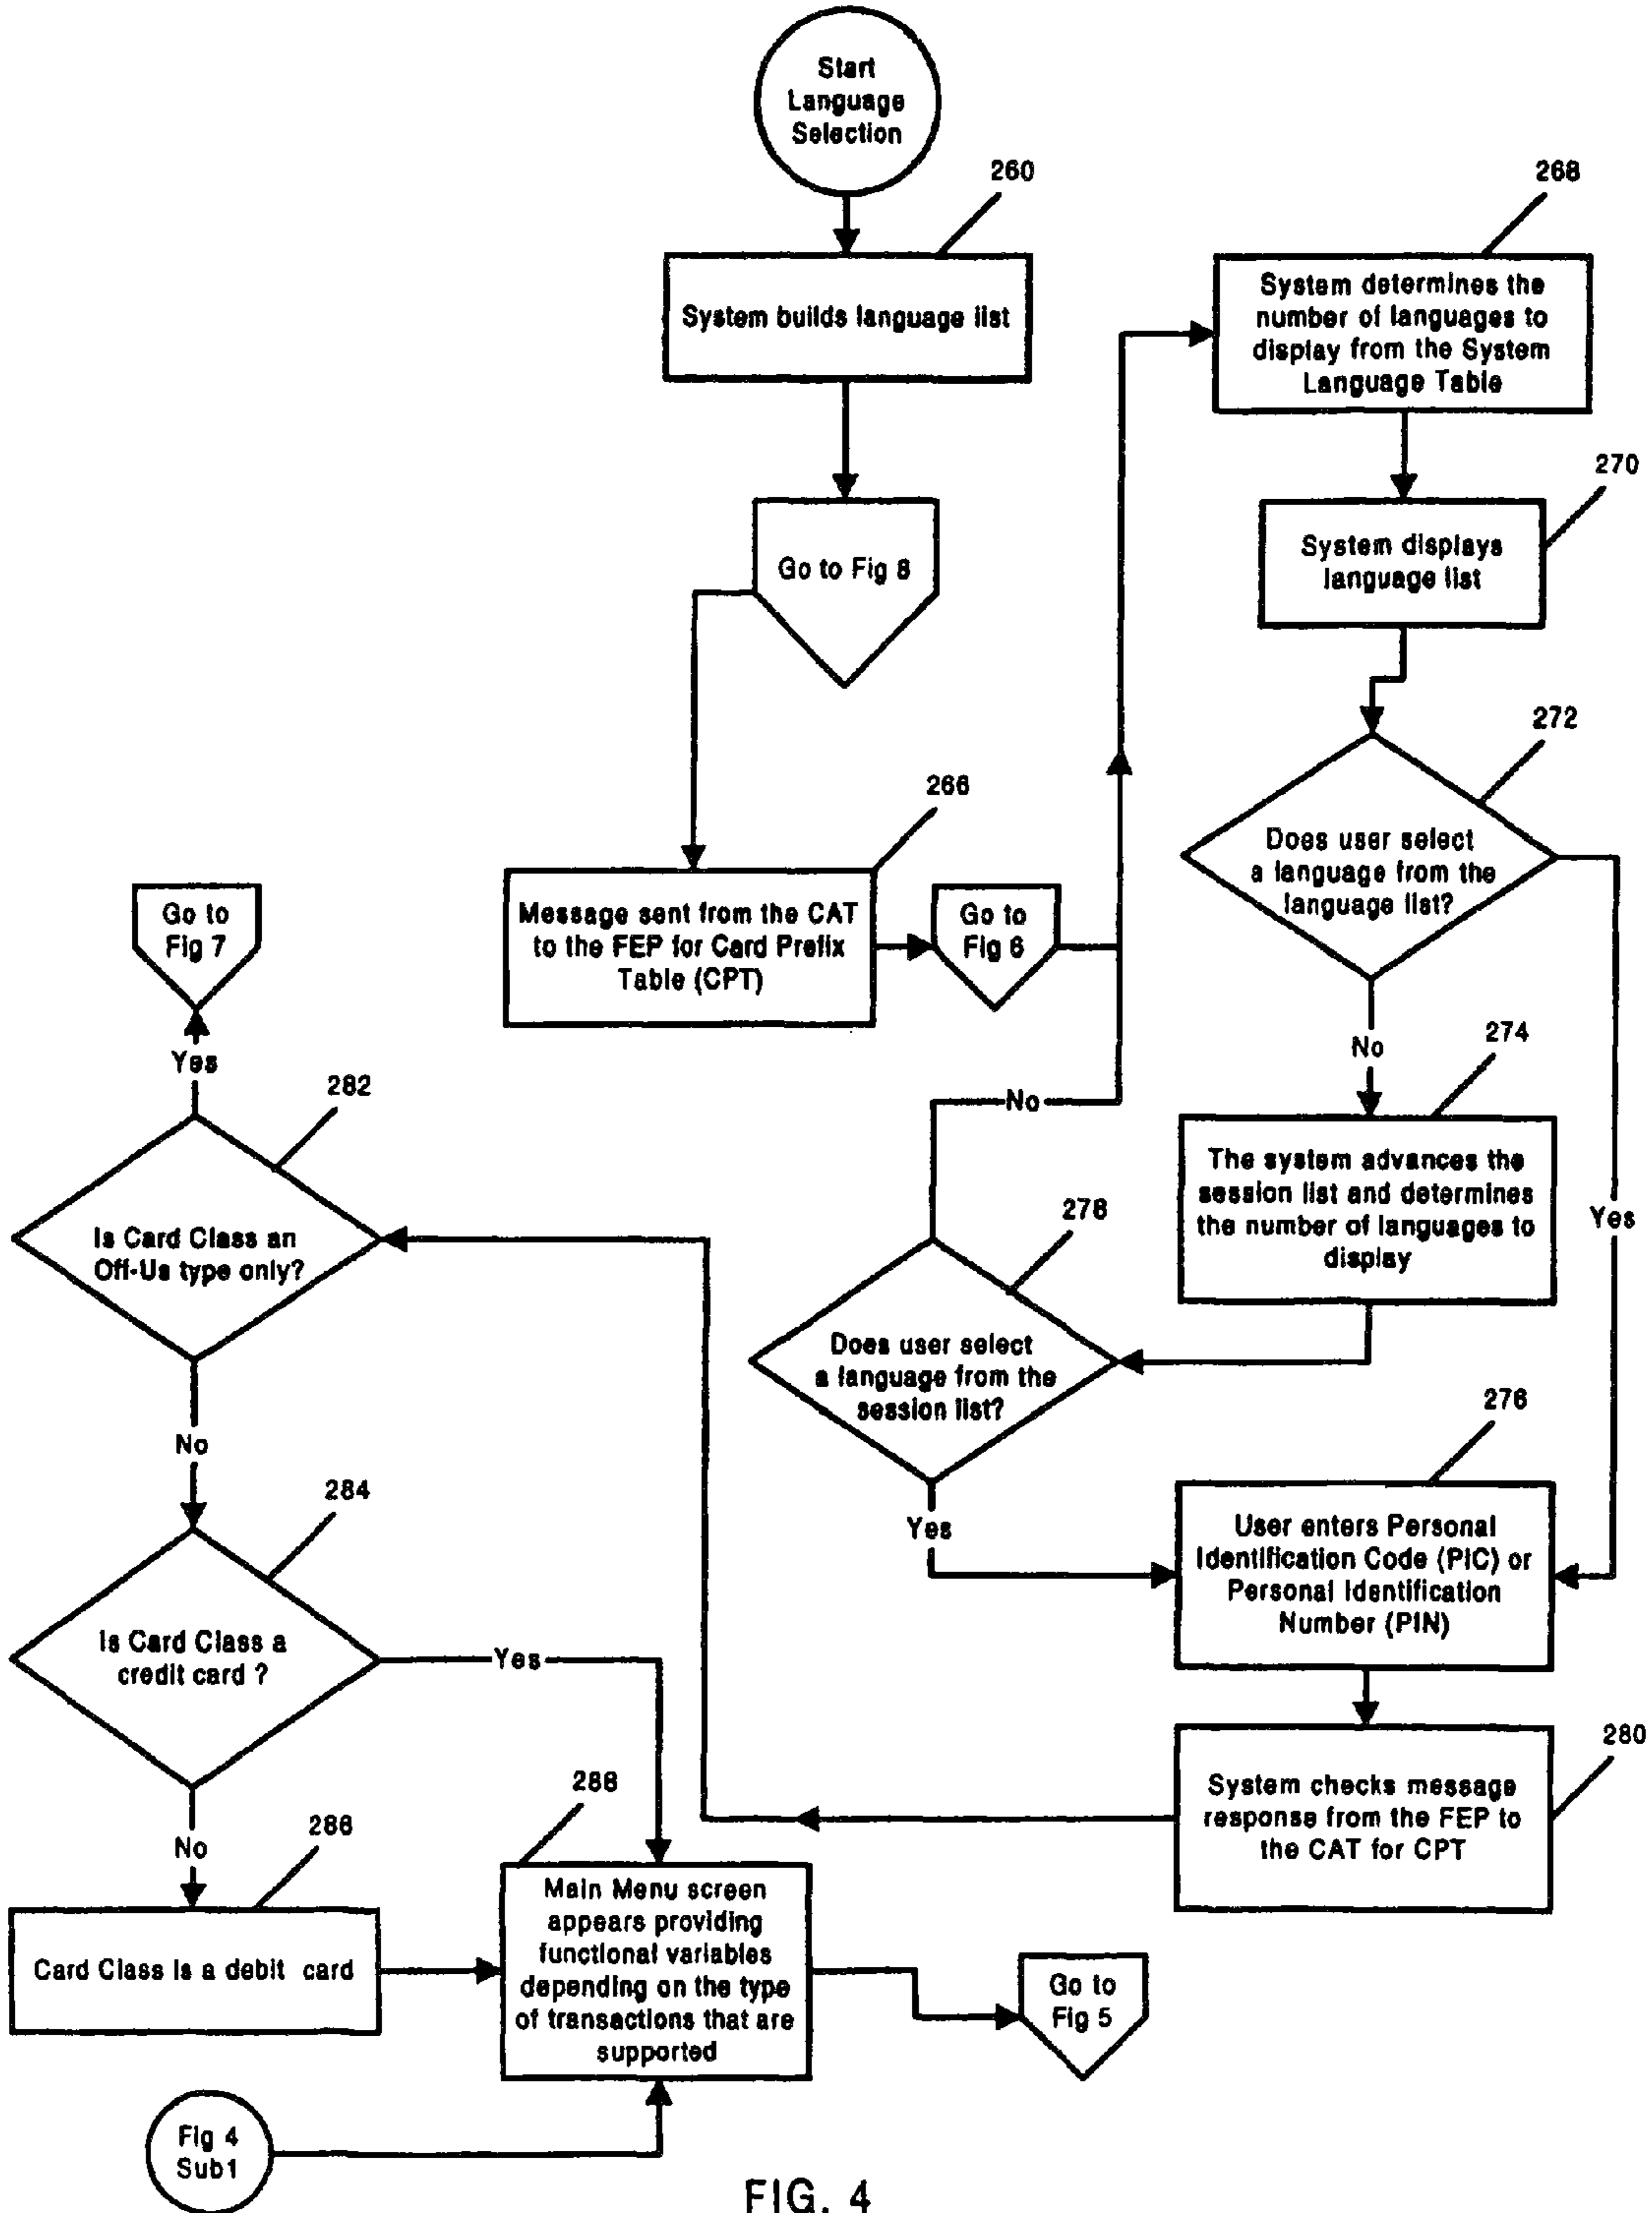 Start
Language
Selection
260
System builds language list
Go to Fig 8
266
Message sent from the CAT
to the FEP for Card Prefix
Table (CPT)
Go to
Fig 6
268
System determines the
number of languages to
display from the System
Language Table
270
System displays
language list
272
Does user select
a language from the
language list?
No
Yes
274
The system advances the
session list and determines
the number of languages to
display
278
Does user select
a language from the
session list?
No
Yes
276
User enters Personal
Identification Code (PIC) or
Personal Identification
Number (PIN)
280
System checks message
response from the FEP to
the CAT for CPT
Go to
Fig 7
Yes
282
Is Card Class an
Off-Us type only?
No
284
Is Card Class a
credit card ?
Yes
No
286
Card Class is a debit card
288
Main Menu screen
appears providing
functional variables
depending on the type
of transactions that are
supported
Go to
Fig 5
Fig 4
Sub1
FIG. 4